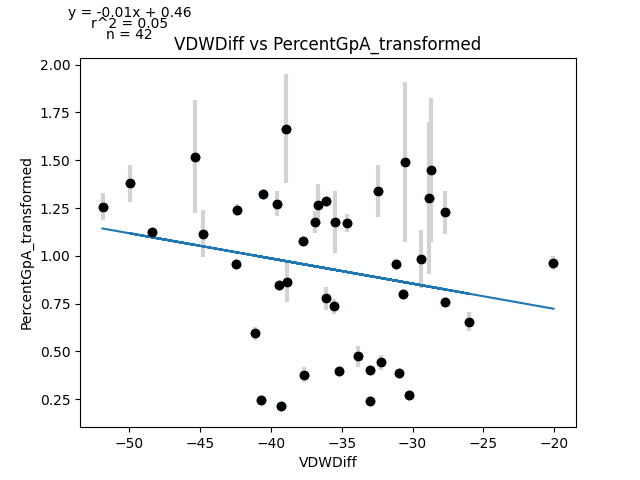 y = -0.01x + 0.46
r^2 = 0.05
n = 42
VDWDiff vs PercentGpA_transformed
2.00
1.75
1.50
1.25
1.00
0.75
0.50
0.25
PercentGpA_transformed
−50
−45
−40
−35
−30
−25
−20
VDWDiff